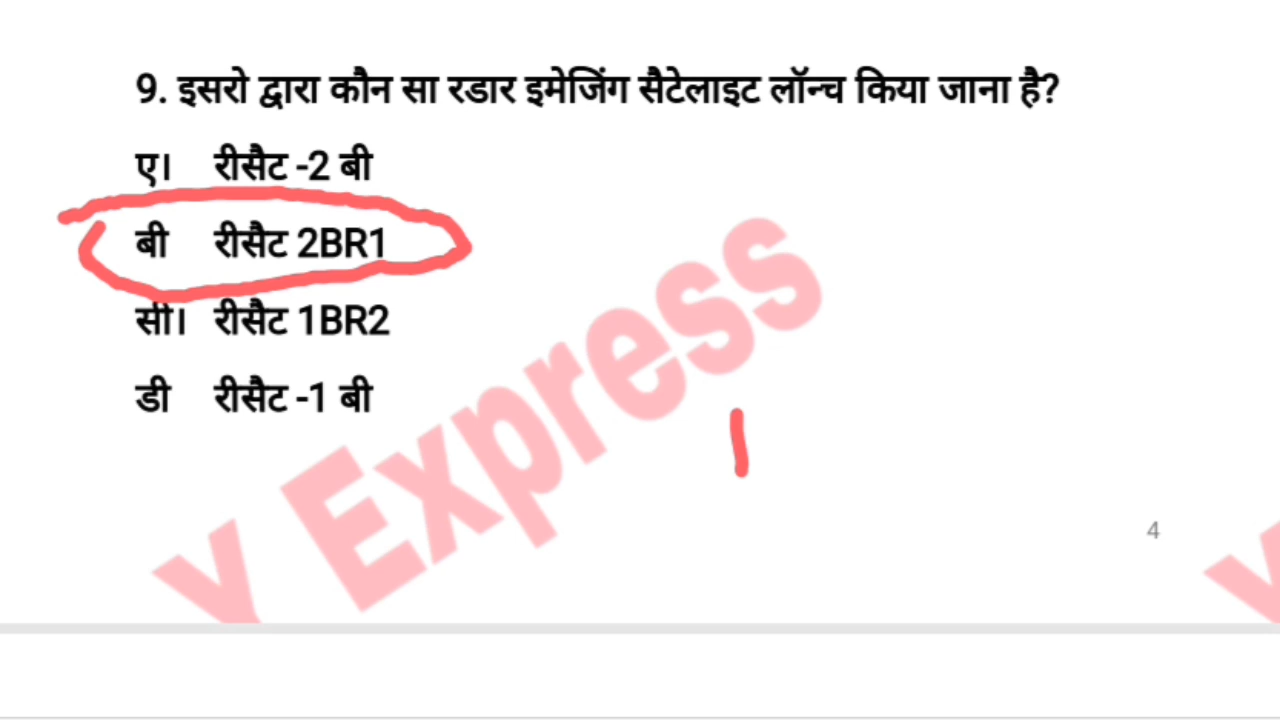 9. इसरो द्वारा कौन सा रडार इमेजिंग सैटेलाइट लॉन्च किया जाना है?
ए। रीसैट -2 बी
बी रीसैट 2BR1
सी। रीसैट 1BR2
डी रीसैट -1 बी
y Express
4